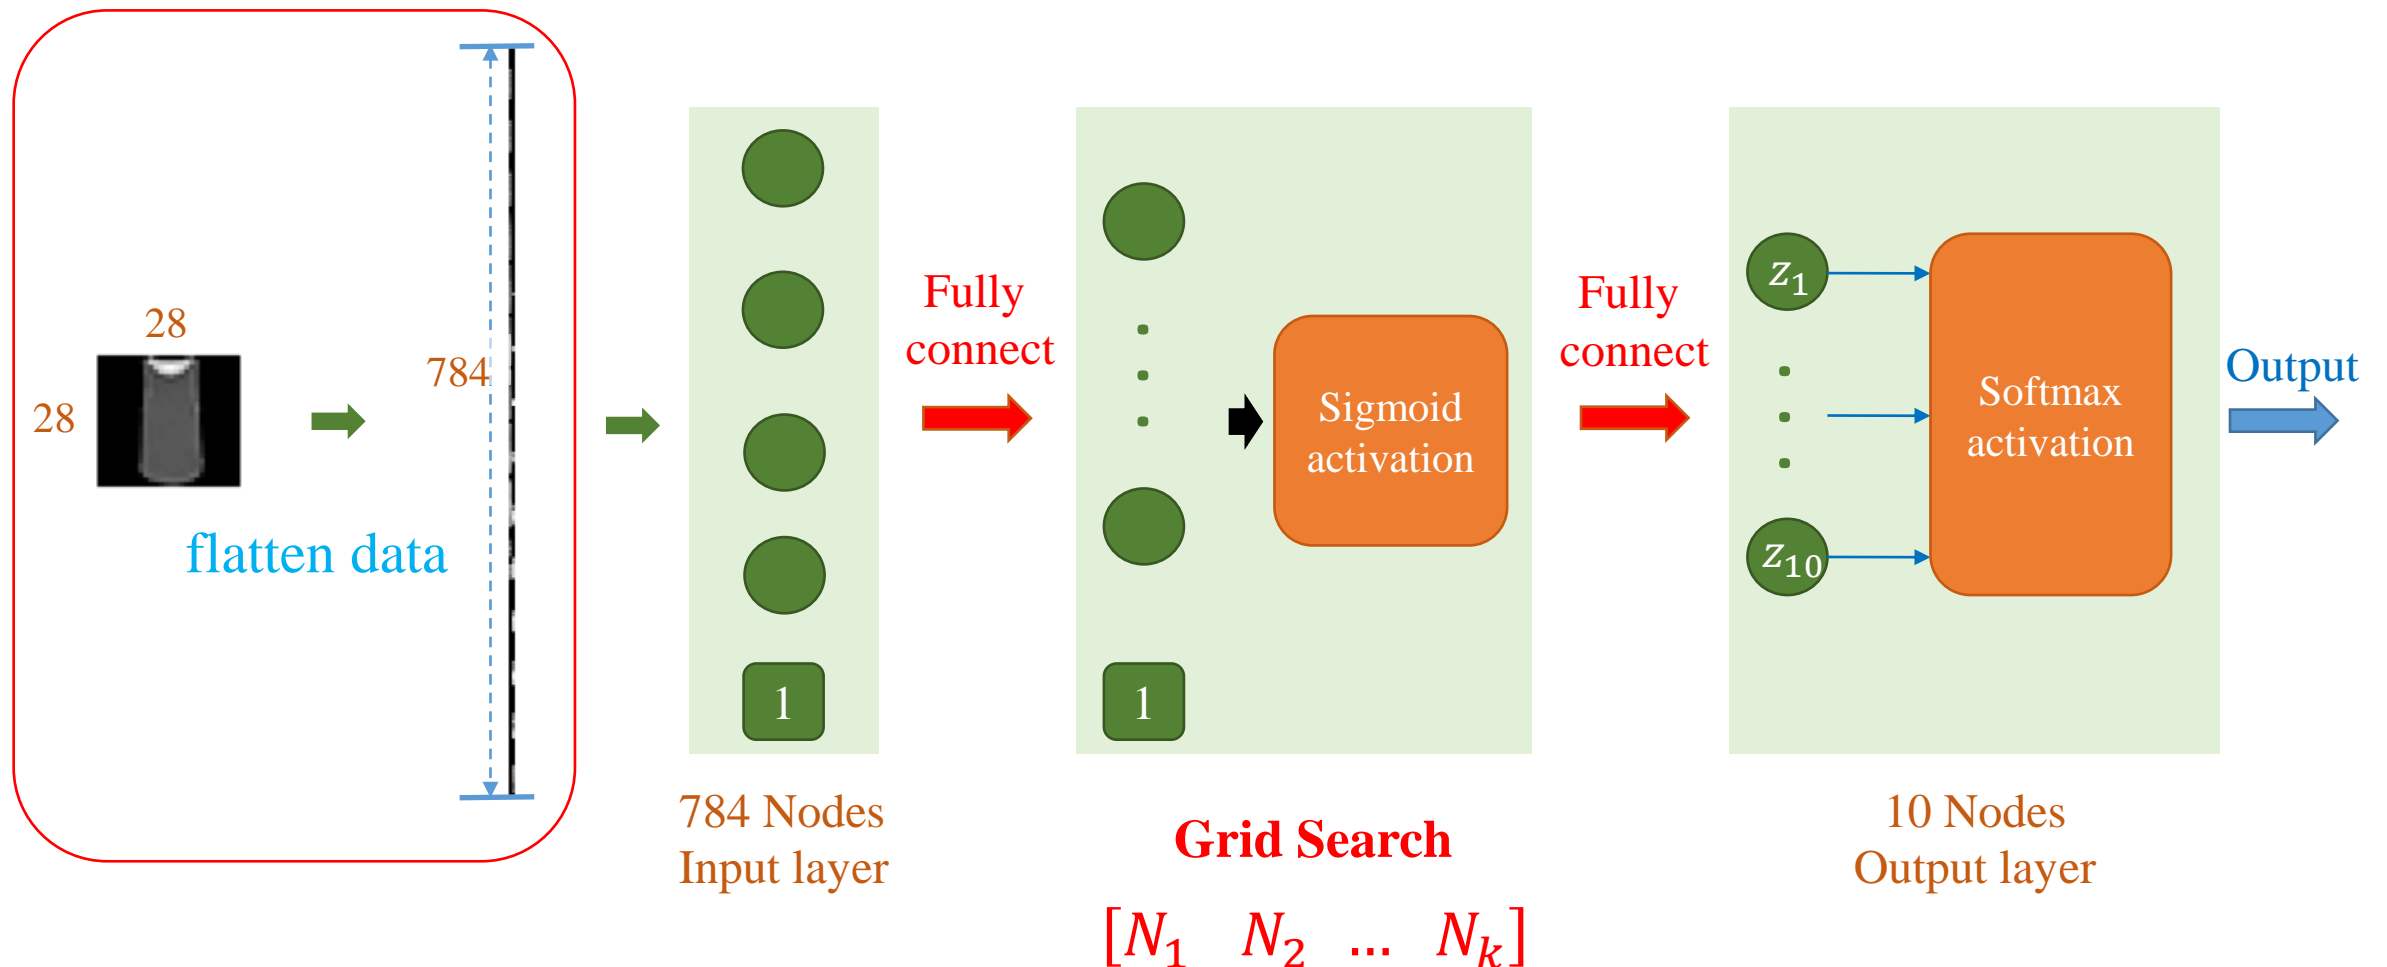 28
28
784
flatten data
1
784 Nodes
Input layer
Fully
connect
1
Sigmoid
activation
Grid Search
[N₁ N₂ … Nₖ]
Fully
connect
z₁
z₁₀
Softmax
activation
10 Nodes
Output layer
Output